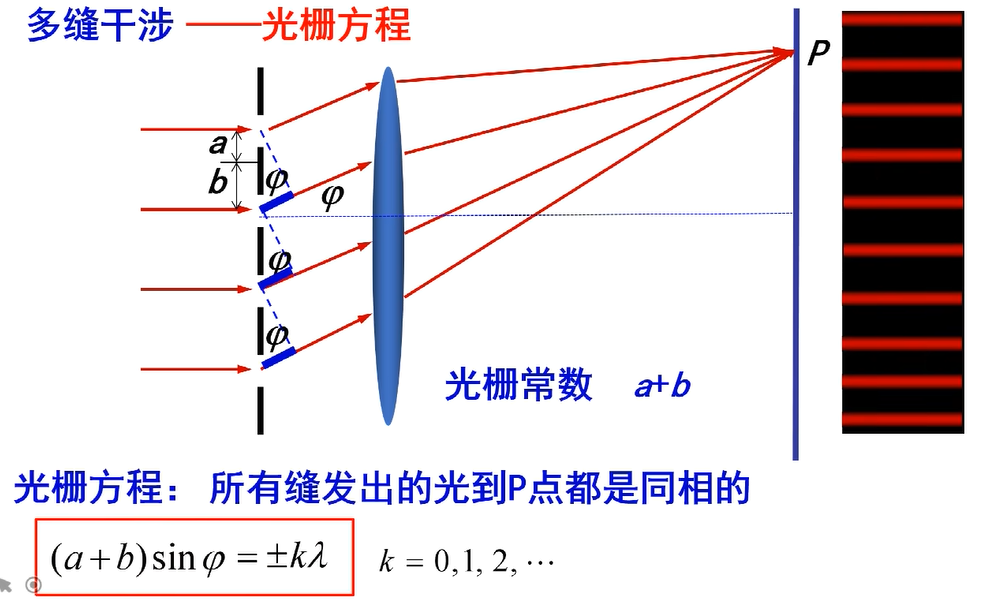 多缝干涉 ——光栅方程
P
a
b
φ
φ
φ
φ
光栅常数 a+b
光栅方程： 所有缝发出的光到P点都是同相的
(a+b)sinφ=±kλ k = 0,1, 2, ⋯